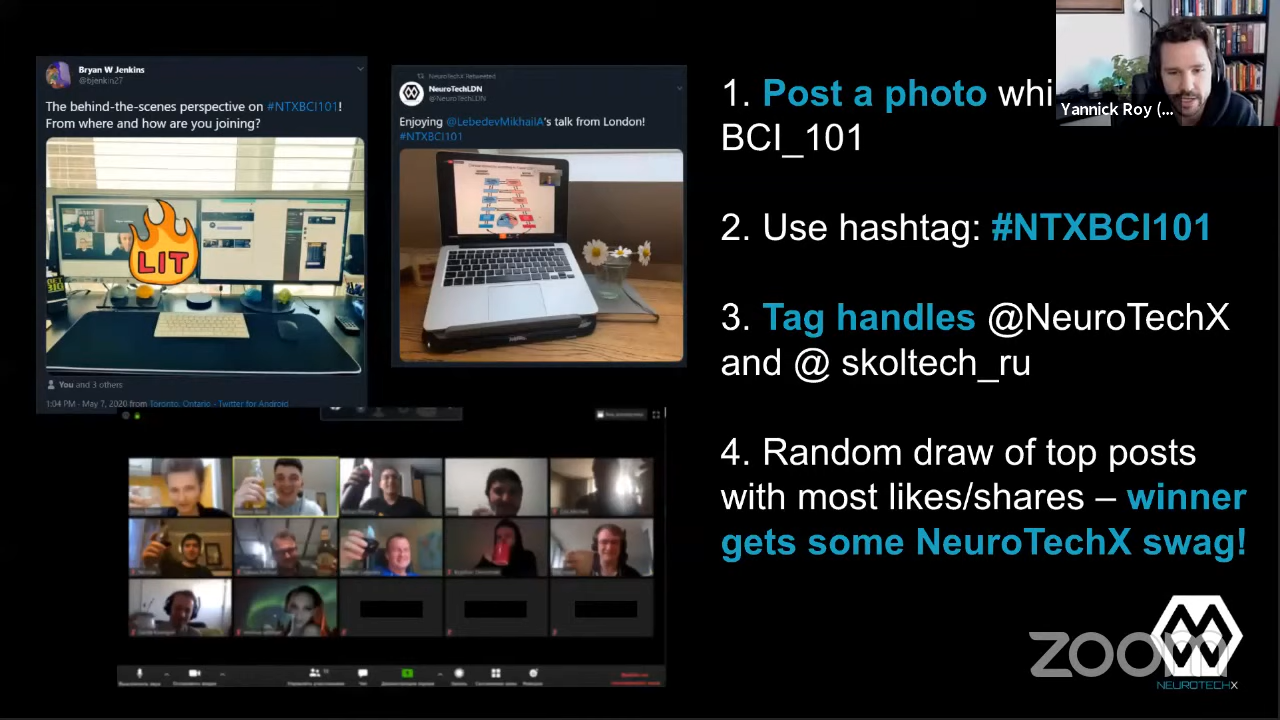 Bryan W Jenkins
@bjenkin27
The behind-the-scenes perspective on #NTXBCI101!
From where and how are you joining?
LIT
You and 3 others
1:04 PM · May 7, 2020 from Toronto, Ontario · Twitter for Android
NeuroTechX Retweeted
NeuroTechLDN
@NeuroTechLDN
Enjoying @LebedevMikhailA's talk from London!
#NTXBCI101
1. Post a photo whi
BCI_101
2. Use hashtag: #NTXBCI101
3. Tag handles @NeuroTechX
and @ skoltech_ru
4. Random draw of top posts
with most likes/shares – winner
gets some NeuroTechX swag!
Yannick Roy (...
zoom
NEUROTECHX